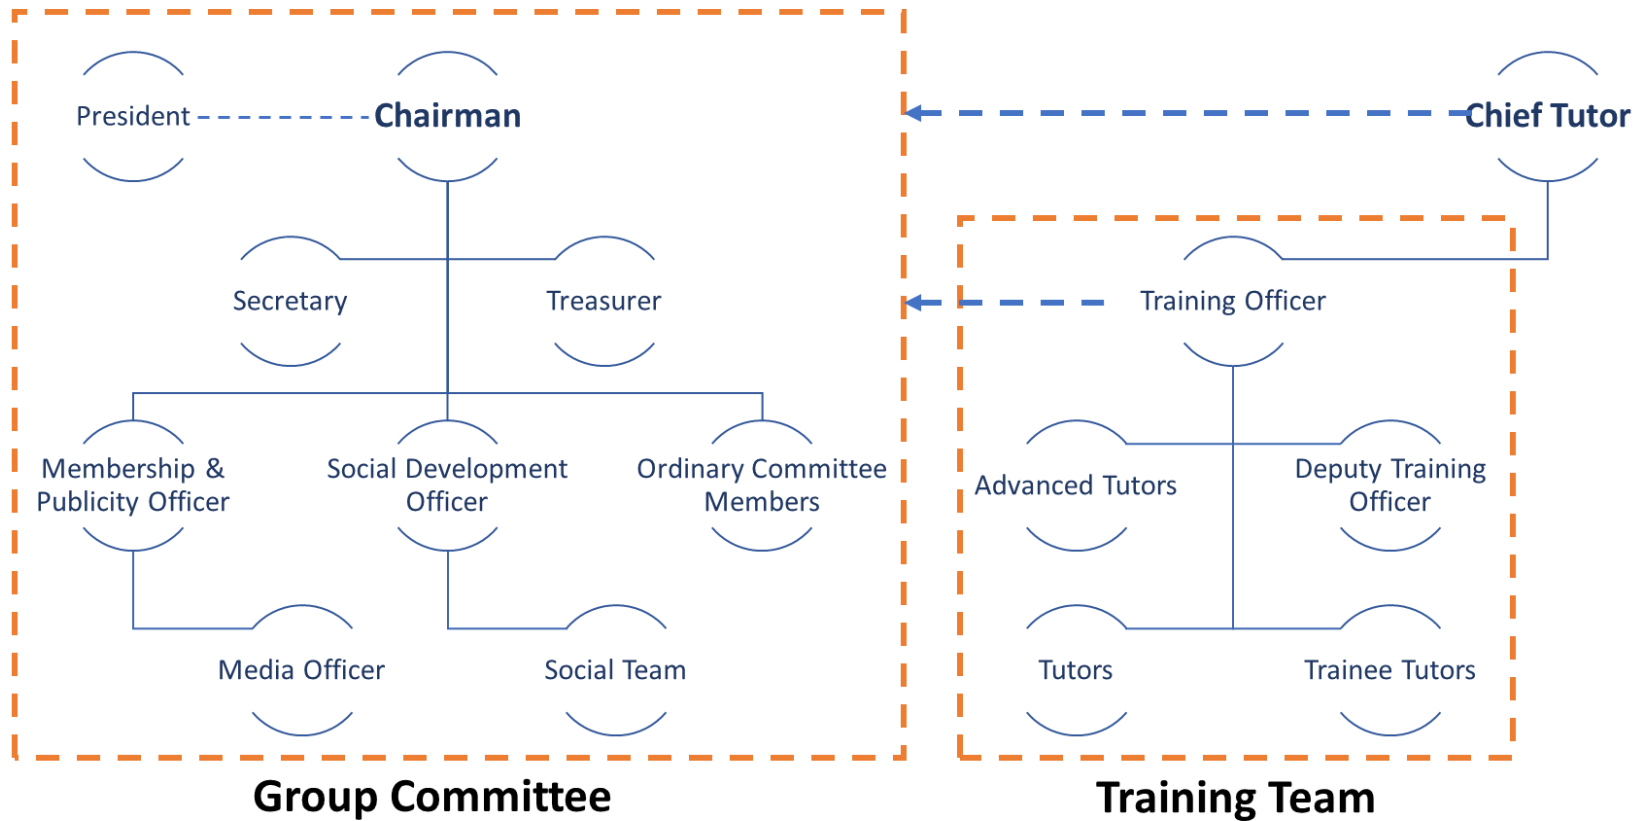 President
Chairman
Chief Tutor
Secretary
Treasurer
Training Officer
Membership &
Publicity Officer
Social Development
Officer
Ordinary Committee
Members
Advanced Tutors
Deputy Training
Officer
Media Officer
Social Team
Tutors
Trainee Tutors
Group Committee
Training Team